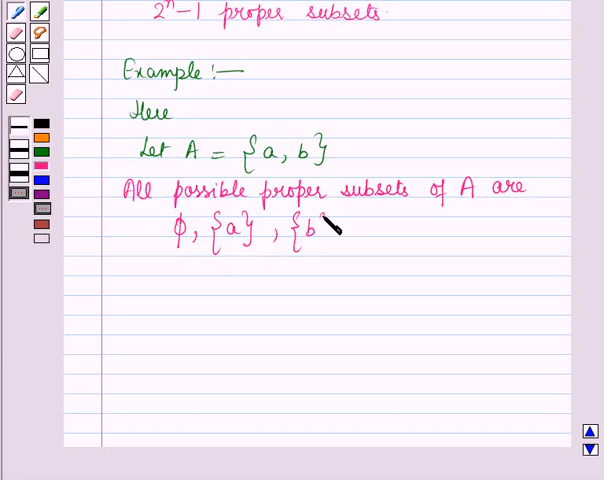 2ⁿ-1 proper subsets.
Example :—
Here
Let A = {a, b}
All possible proper subsets of A are
ϕ, {a} , {b}